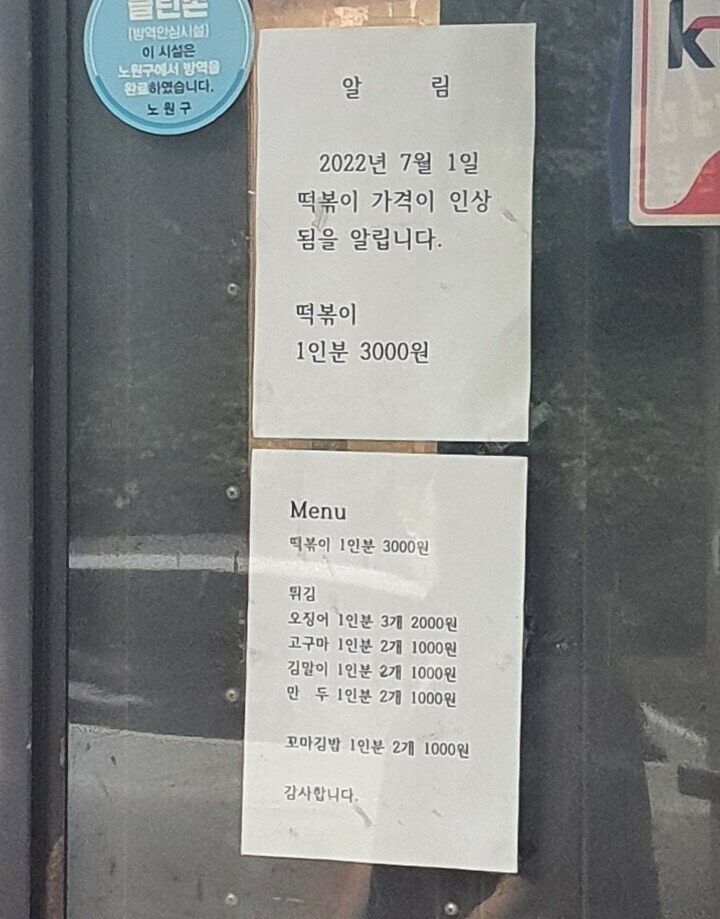 클린존
(방역안심시설)
이 시설은
노원구에서 방역을
완료하였습니다.
노원구
알 림
2022년 7월 1일
떡볶이 가격이 인상
됨을 알립니다.
떡볶이
1인분 3000원
Menu
떡볶이 1인분 3000원
튀김
오징어 1인분 3개 2000원
고구마 1인분 2개 1000원
김말이 1인분 2개 1000원
만 두 1인분 2개 1000원
꼬마김밥 1인분 2개 1000원
감사합니다.